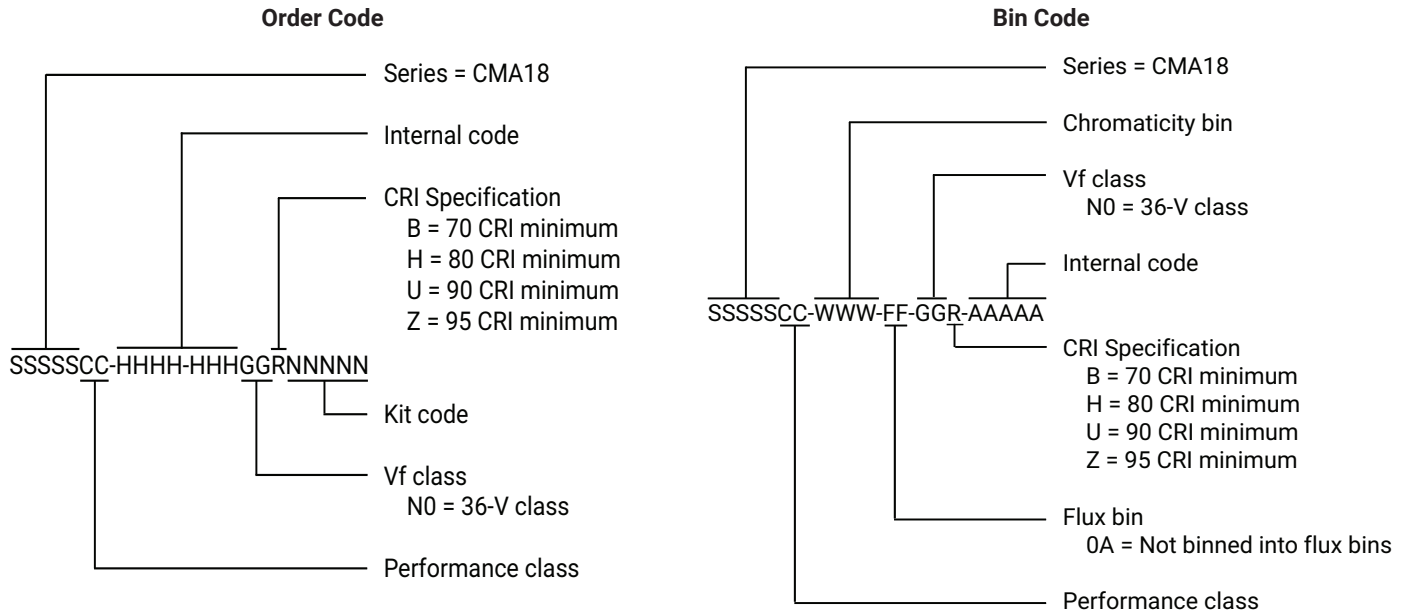 Order Code
Series = CMA18
Internal code
CRI Specification
B = 70 CRI minimum
H = 80 CRI minimum
U = 90 CRI minimum
Z = 95 CRI minimum
SSSSSCC-HHHH-HHHGGRNNNNN
Kit code
Vf class
N0 = 36-V class
Performance class
Bin Code
Series = CMA18
Chromaticity bin
Vf class
N0 = 36-V class
Internal code
SSSSSCC-WWW-FF-GGR-AAAAA
CRI Specification
B = 70 CRI minimum
H = 80 CRI minimum
U = 90 CRI minimum
Z = 95 CRI minimum
Flux bin
0A = Not binned into flux bins
Performance class